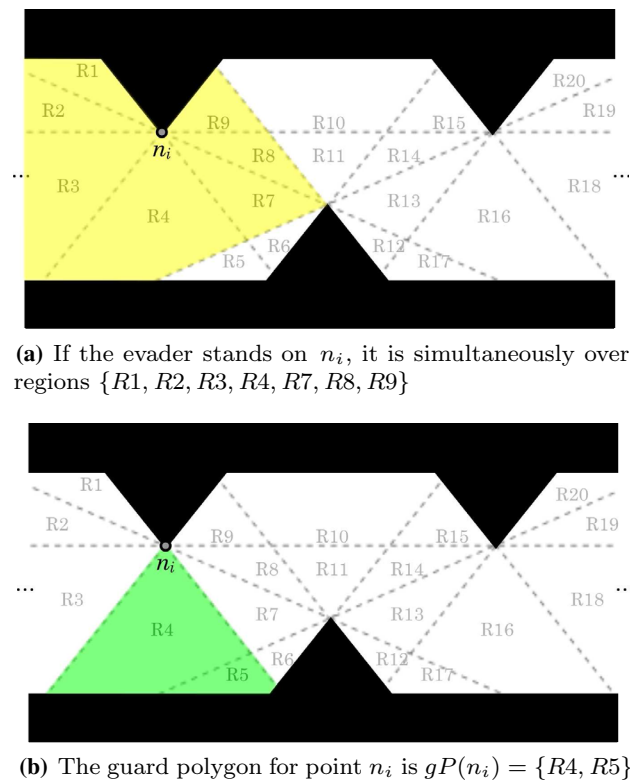 R1
R20
R2
R9
R10
R15
R19
n_i
R8
R11
R14
...
R3
R7
R13
R18
...
R4
R16
R6
R12
R5
R17
(a) If the evader stands on n_i, it is simultaneously over
regions {R1, R2, R3, R4, R7, R8, R9}
R1
R20
R2
R9
R10
R15
R19
n_i
R8
R11
R14
...
R3
R7
R13
R18
..
R4
R16
R6
R12
R5
R17
(b) The guard polygon for point n_i is gP(n_i) = {R4, R5}